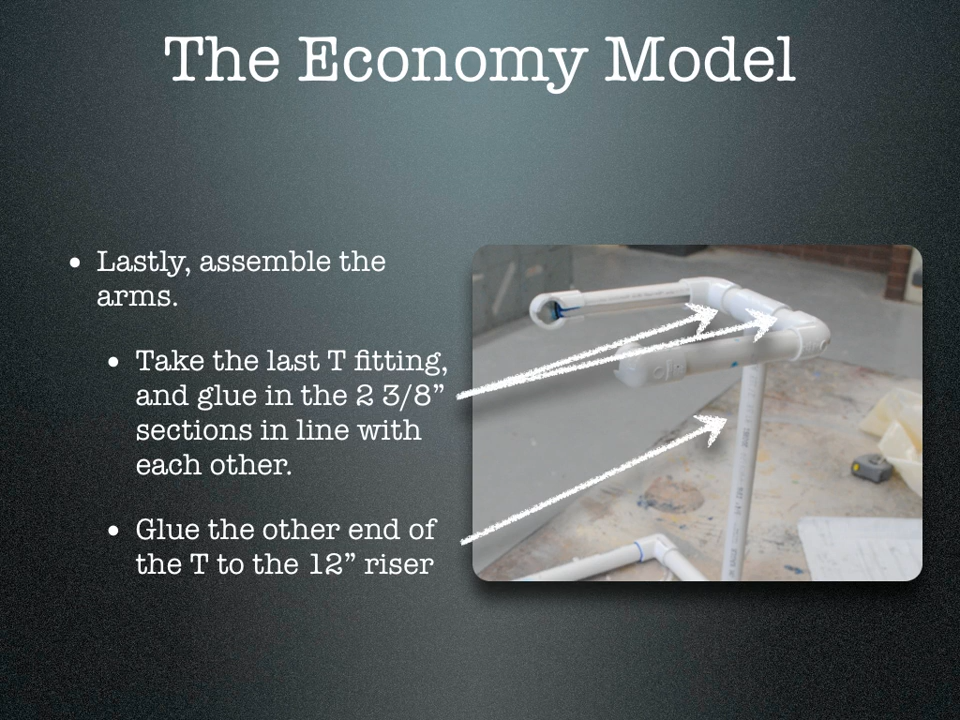 The Economy Model
• Lastly, assemble the
arms.
• Take the last T fitting,
and glue in the 2 3/8”
sections in line with
each other.
• Glue the other end of
the T to the 12” riser